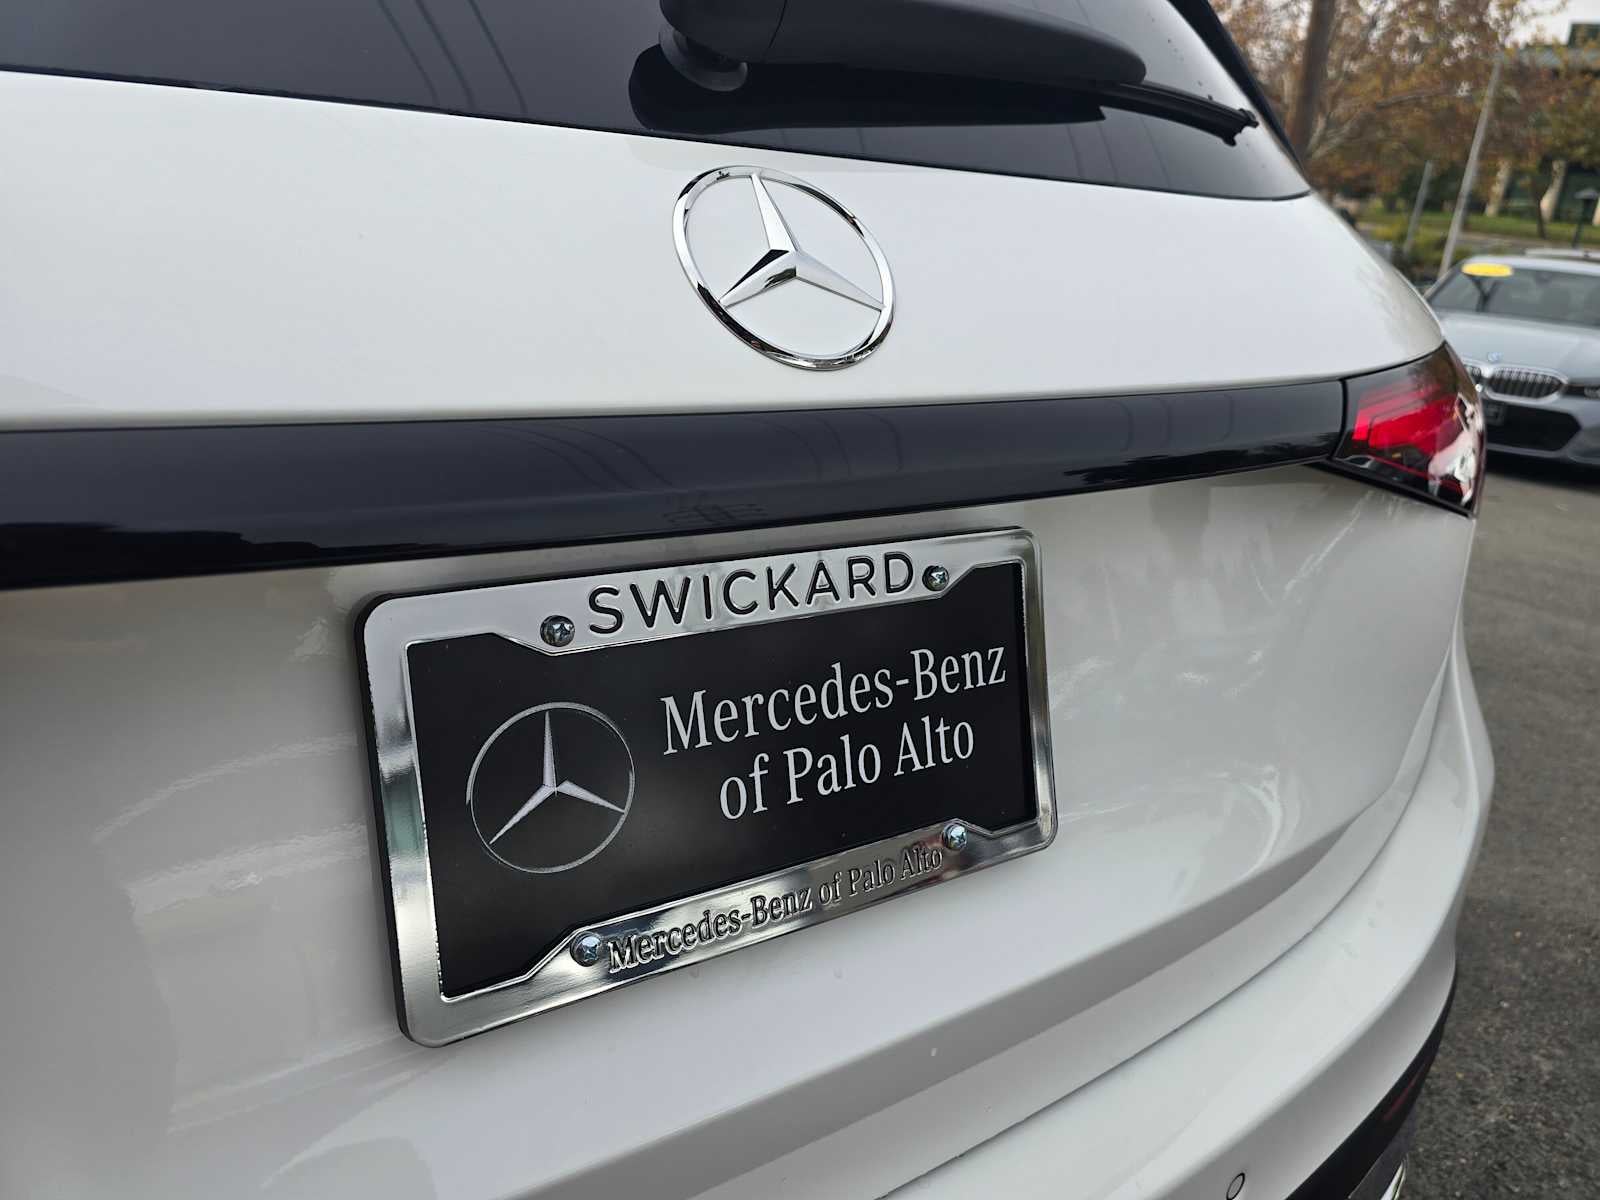 SWICKARD
Mercedes-Benz
of Palo Alto
Mercedes-Benz of Palo Alto